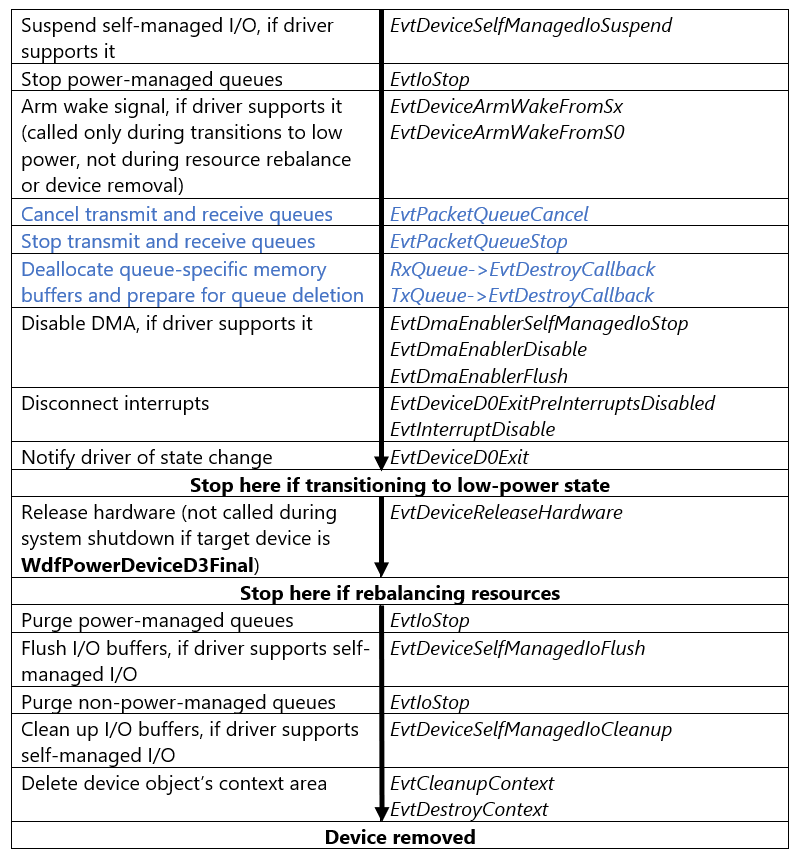 Suspend self-managed I/O, if driver
supports it
EvtDeviceSelfManagedIoSuspend
Stop power-managed queues
EvtIoStop
Arm wake signal, if driver supports it
(called only during transitions to low
power, not during resource rebalance
or device removal)
EvtDeviceArmWakeFromSx
EvtDeviceArmWakeFromS0
Cancel transmit and receive queues
EvtPacketQueueCancel
Stop transmit and receive queues
EvtPacketQueueStop
Deallocate queue-specific memory
buffers and prepare for queue deletion
RxQueue->EvtDestroyCallback
TxQueue->EvtDestroyCallback
Disable DMA, if driver supports it
EvtDmaEnablerSelfManagedIoStop
EvtDmaEnablerDisable
EvtDmaEnablerFlush
Disconnect interrupts
EvtDeviceD0ExitPreInterruptsDisabled
EvtInterruptDisable
Notify driver of state change
EvtDeviceD0Exit
Stop here if transitioning to low-power state
Release hardware (not called during
system shutdown if target device is
WdfPowerDeviceD3Final)
EvtDeviceReleaseHardware
Stop here if rebalancing resources
Purge power-managed queues
EvtIoStop
Flush I/O buffers, if driver supports self-
managed I/O
EvtDeviceSelfManagedIoFlush
Purge non-power-managed queues
EvtIoStop
Clean up I/O buffers, if driver supports
self-managed I/O
EvtDeviceSelfManagedIoCleanup
Delete device object's context area
EvtCleanupContext
EvtDestroyContext
Device removed